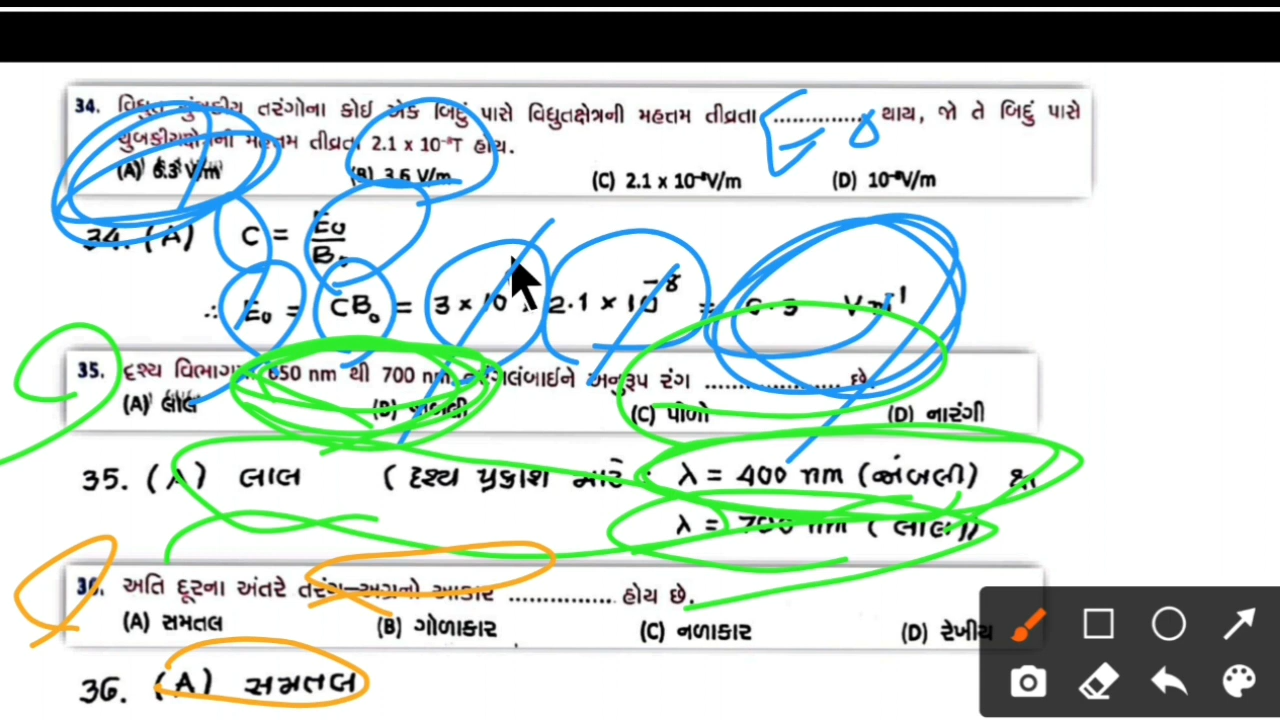 34. વિદ્યુત ચુંબકીય તરંગોના કોઈ એક બિંદુ પાસે વિદ્યુતક્ષેત્રની મહત્તમ તીવ્રતા .............. થાય, જો તે બિંદુ પાસે
ચુંબકીયક્ષેત્રની મહત્તમ તીવ્રતા 2.1 x 10⁻⁸T હોય.
(A) 6.3 V/m (B) 3.6 V/m (C) 2.1 x 10⁻⁸V/m (D) 10⁻⁸V/m
E0
34. (A) C = E₀/B₀
∴ E₀ = CB₀ = 3 × 10 2.1 × 10⁻⁸ = Vm⁻¹
35. દૃશ્ય વિભાગમાં 650 nm થી 700 nm તરંગલંબાઈને અનુરૂપ રંગ .................... છે.
(A) લાલ (B) જાંબલી (C) પીળો (D) નારંગી
35. (A) લાલ ( દૃશ્ય પ્રકાશ માટે λ = 400 nm (જાંબલી) થી
λ = 700 nm (લાલ))
36. અતિ દૂરના અંતરે તરંગ-અગ્રનો આકાર ............... હોય છે.
(A) સમતલ (B) ગોળાકાર (C) નળાકાર (D) રેખીય
36. (A) સમતલ